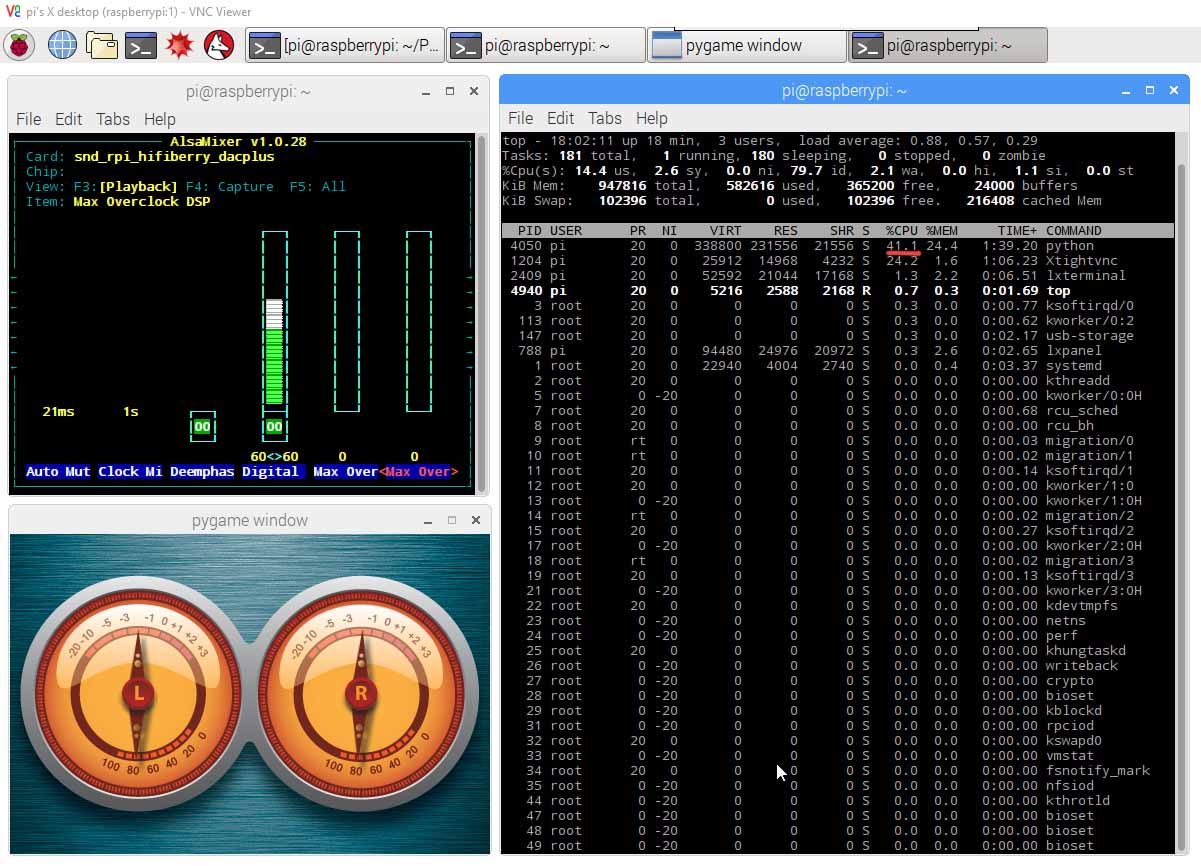 pi's X desktop (raspberrypi:1) - VNC Viewer
[pi@raspberrypi: ~/P... pi@raspberrypi: ~ pygame window pi@raspberrypi: ~
pi@raspberrypi: ~
File Edit Tabs Help
AlsaMixer v1.0.28
Card: snd_rpi_hifiberry_dacplus
Chip:
View: F3:[Playback] F4: Capture F5: All
Item: Max Overclock DSP
21ms 1s 00 00
60<>60 0 0
Auto Mut Clock Mi Deemphas Digital Max Over<Max Over>
pygame window
-20 -10 -5 -3 -1 0 +1 +2 +3
L
100 80 60 40 20 0
-20 -10 -5 -3 -1 0 +1 +2 +3
R
100 80 60 40 20 0
pi@raspberrypi: ~
File Edit Tabs Help
top - 18:02:11 up 18 min, 3 users, load average: 0.88, 0.57, 0.29
Tasks: 181 total, 1 running, 180 sleeping, 0 stopped, 0 zombie
%Cpu(s): 14.4 us, 2.6 sy, 0.0 ni, 79.7 id, 2.1 wa, 0.0 hi, 1.1 si, 0.0 st
KiB Mem: 947816 total, 582616 used, 365200 free, 24000 buffers
KiB Swap: 102396 total, 0 used, 102396 free. 216408 cached Mem
PID USER PR NI VIRT RES SHR S %CPU %MEM TIME+ COMMAND
4050 pi 20 0 338800 231556 21556 S 41.1 24.4 1:39.20 python
1204 pi 20 0 25912 14968 4232 S 24.2 1.6 1:06.23 Xtightvnc
2409 pi 20 0 52592 21044 17168 S 1.3 2.2 0:06.51 lxterminal
4940 pi 20 0 5216 2588 2168 R 0.7 0.3 0:01.69 top
3 root 20 0 0 0 0 S 0.3 0.0 0:00.77 ksoftirqd/0
113 root 20 0 0 0 0 S 0.3 0.0 0:00.62 kworker/0:2
147 root 20 0 0 0 0 S 0.3 0.0 0:02.17 usb-storage
788 pi 20 0 94480 24976 20972 S 0.3 2.6 0:02.65 lxpanel
1 root 20 0 22940 4004 2740 S 0.0 0.4 0:03.37 systemd
2 root 20 0 0 0 0 S 0.0 0.0 0:00.00 kthreadd
5 root 0 -20 0 0 0 S 0.0 0.0 0:00.00 kworker/0:0H
7 root 20 0 0 0 0 S 0.0 0.0 0:00.68 rcu_sched
8 root 20 0 0 0 0 S 0.0 0.0 0:00.00 rcu_bh
9 root rt 0 0 0 0 S 0.0 0.0 0:00.03 migration/0
10 root rt 0 0 0 0 S 0.0 0.0 0:00.02 migration/1
11 root 20 0 0 0 0 S 0.0 0.0 0:00.14 ksoftirqd/1
12 root 20 0 0 0 0 S 0.0 0.0 0:00.00 kworker/1:0
13 root 0 -20 0 0 0 S 0.0 0.0 0:00.00 kworker/1:0H
14 root rt 0 0 0 0 S 0.0 0.0 0:00.02 migration/2
15 root 20 0 0 0 0 S 0.0 0.0 0:00.27 ksoftirqd/2
17 root 0 -20 0 0 0 S 0.0 0.0 0:00.00 kworker/2:0H
18 root rt 0 0 0 0 S 0.0 0.0 0:00.02 migration/3
19 root 20 0 0 0 0 S 0.0 0.0 0:00.13 ksoftirqd/3
21 root 0 -20 0 0 0 S 0.0 0.0 0:00.00 kworker/3:0H
22 root 20 0 0 0 0 S 0.0 0.0 0:00.00 kdevtmpfs
23 root 0 -20 0 0 0 S 0.0 0.0 0:00.00 netns
24 root 0 -20 0 0 0 S 0.0 0.0 0:00.00 perf
25 root 20 0 0 0 0 S 0.0 0.0 0:00.00 khungtaskd
26 root 0 -20 0 0 0 S 0.0 0.0 0:00.00 writeback
27 root 0 -20 0 0 0 S 0.0 0.0 0:00.00 crypto
28 root 0 -20 0 0 0 S 0.0 0.0 0:00.00 bioset
29 root 0 -20 0 0 0 S 0.0 0.0 0:00.00 kblockd
31 root 0 -20 0 0 0 S 0.0 0.0 0:00.00 rpciod
32 root 20 0 0 0 0 S 0.0 0.0 0:00.00 kswapd0
33 root 0 -20 0 0 0 S 0.0 0.0 0:00.00 vmstat
34 root 20 0 0 0 0 S 0.0 0.0 0:00.00 fsnotify_mark
35 root 0 -20 0 0 0 S 0.0 0.0 0:00.00 nfsiod
44 root 0 -20 0 0 0 S 0.0 0.0 0:00.00 kthrotld
47 root 0 -20 0 0 0 S 0.0 0.0 0:00.00 bioset
48 root 0 -20 0 0 0 S 0.0 0.0 0:00.00 bioset
49 root 0 -20 0 0 0 S 0.0 0.0 0:00.00 bioset